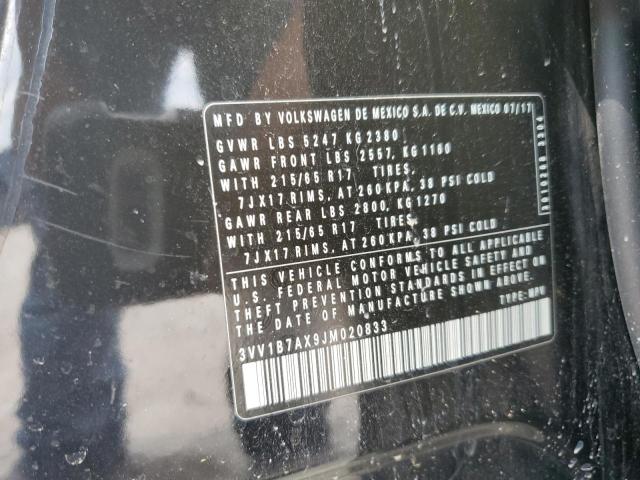 MFD BY VOLKSWAGEN DE MEXICO S.A. DE C.V. MEXICO 07/17
GVWR LBS 5247 KG 2380
GAWR FRONT LBS 2557, KG 1160
WITH 215/65 R17 TIRES.
7JX17 RIMS, AT 260 KPA, 38 PSI COLD
GAWR REAR LBS 2800, KG 1270
WITH 215/65 R17 TIRES.
7JX17 RIMS, AT 260 KPA, 38 PSI COLD
THIS VEHICLE CONFORMS TO ALL APPLICABLE
U.S. FEDERAL MOTOR VEHICLE SAFETY AND
THEFT PREVENTION STANDARDS IN EFFECT ON
THE DATE OF MANUFACTURE SHOWN ABOVE.
TYPE: MPV
3VV1B7AX9JM020833